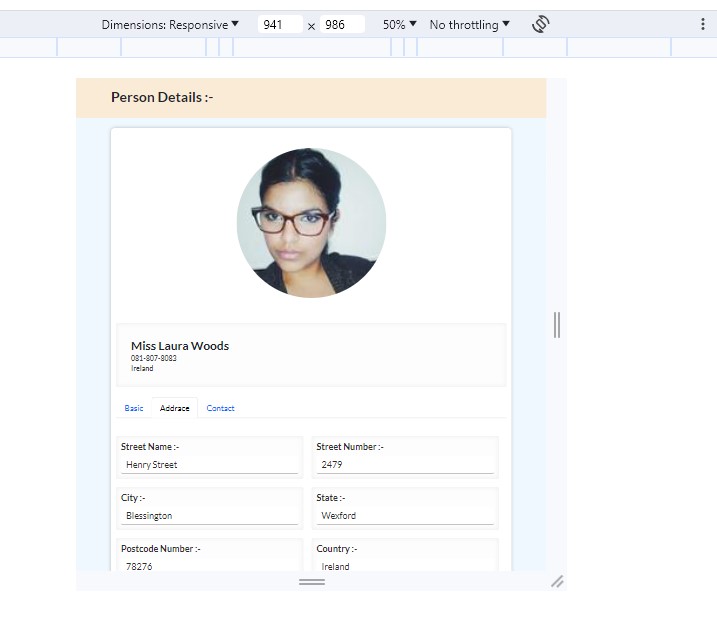 Dimensions: Responsive 941 x 986 50% No throttling
Person Details :-
Miss Laura Woods
081-807-8083
Ireland
Basic Addrace Contact
Street Name :- Street Number :-
Henry Street 2479
City :- State :-
Blessington Wexford
Postcode Number :- Country :-
78276 Ireland